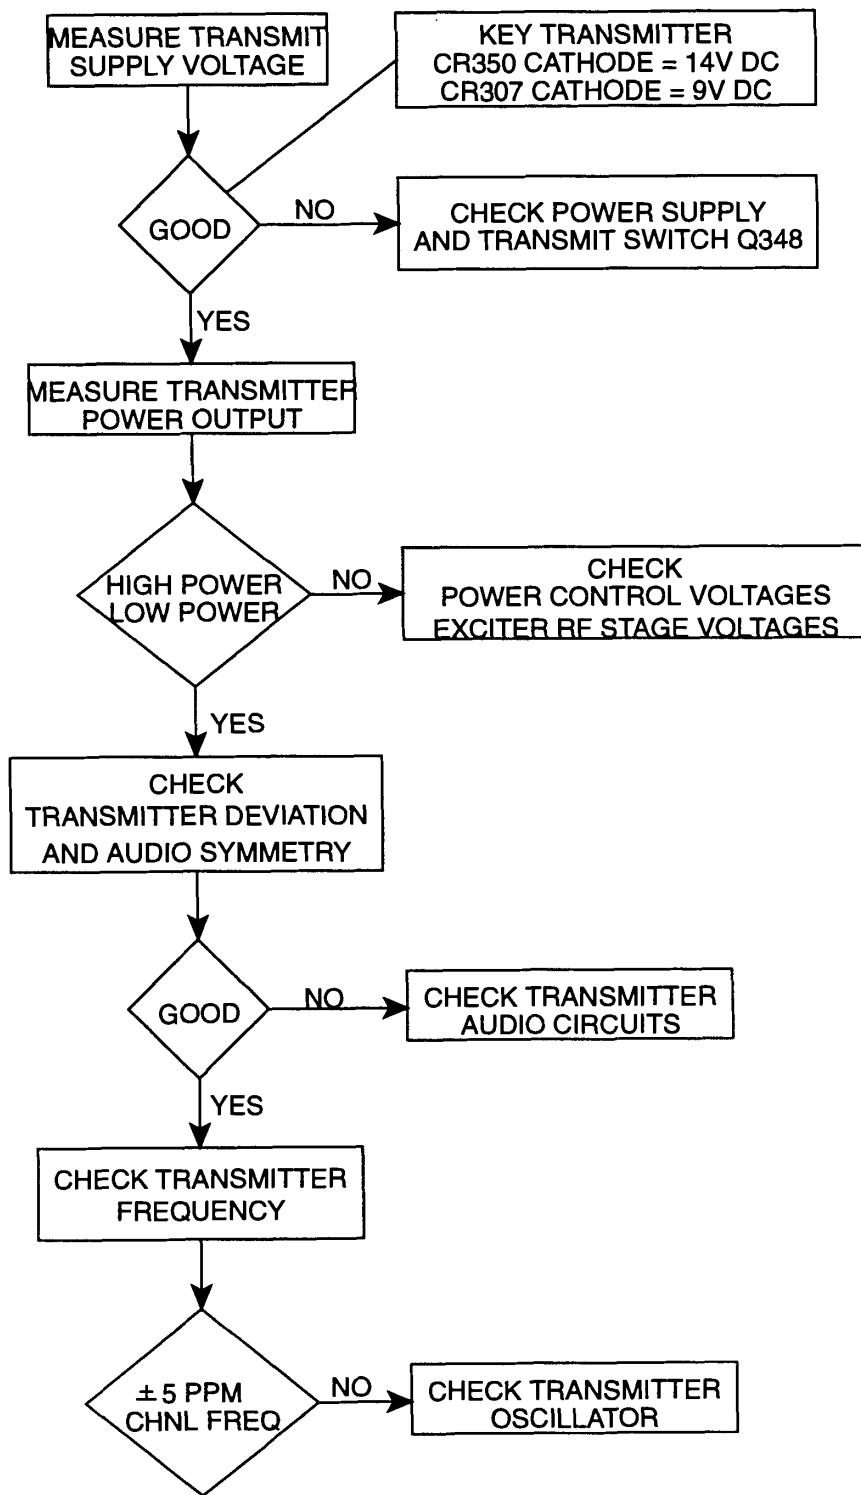 MEASURE TRANSMIT
SUPPLY VOLTAGE
KEY TRANSMITTER
CR350 CATHODE = 14V DC
CR307 CATHODE = 9V DC
GOOD
NO
CHECK POWER SUPPLY
AND TRANSMIT SWITCH Q348
YES
MEASURE TRANSMITTER
POWER OUTPUT
HIGH POWER
LOW POWER
NO
CHECK
POWER CONTROL VOLTAGES
EXCITER RF STAGE VOLTAGES
YES
CHECK
TRANSMITTER DEVIATION
AND AUDIO SYMMETRY
GOOD
NO
CHECK TRANSMITTER
AUDIO CIRCUITS
YES
CHECK TRANSMITTER
FREQUENCY
±5 PPM
CHNL FREQ
NO
CHECK TRANSMITTER
OSCILLATOR